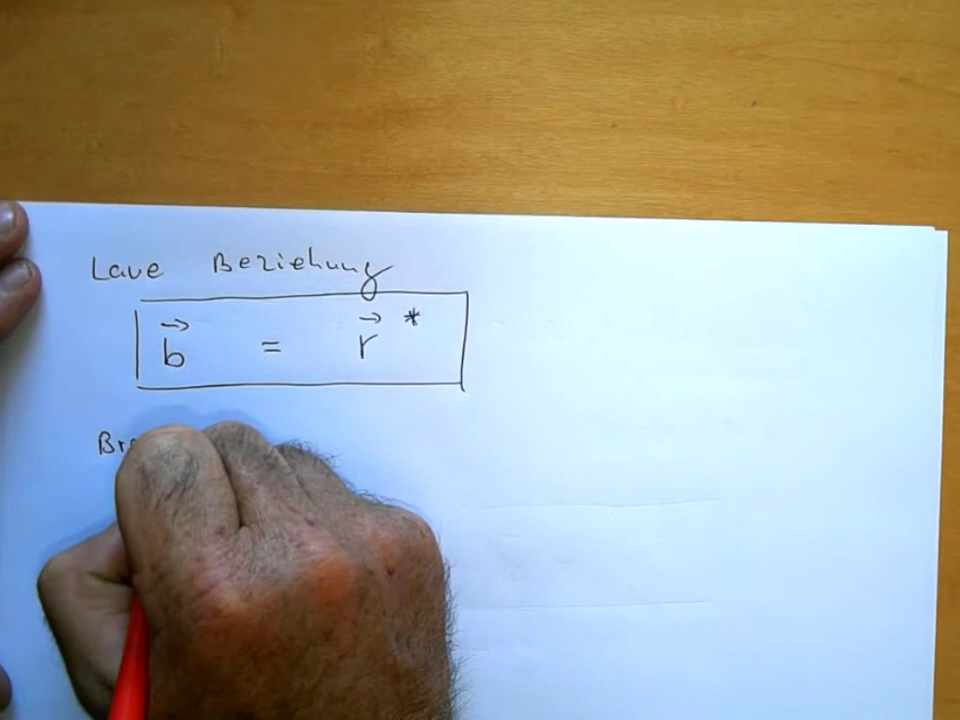 Laue Beziehung
b⃗ = r⃗ *